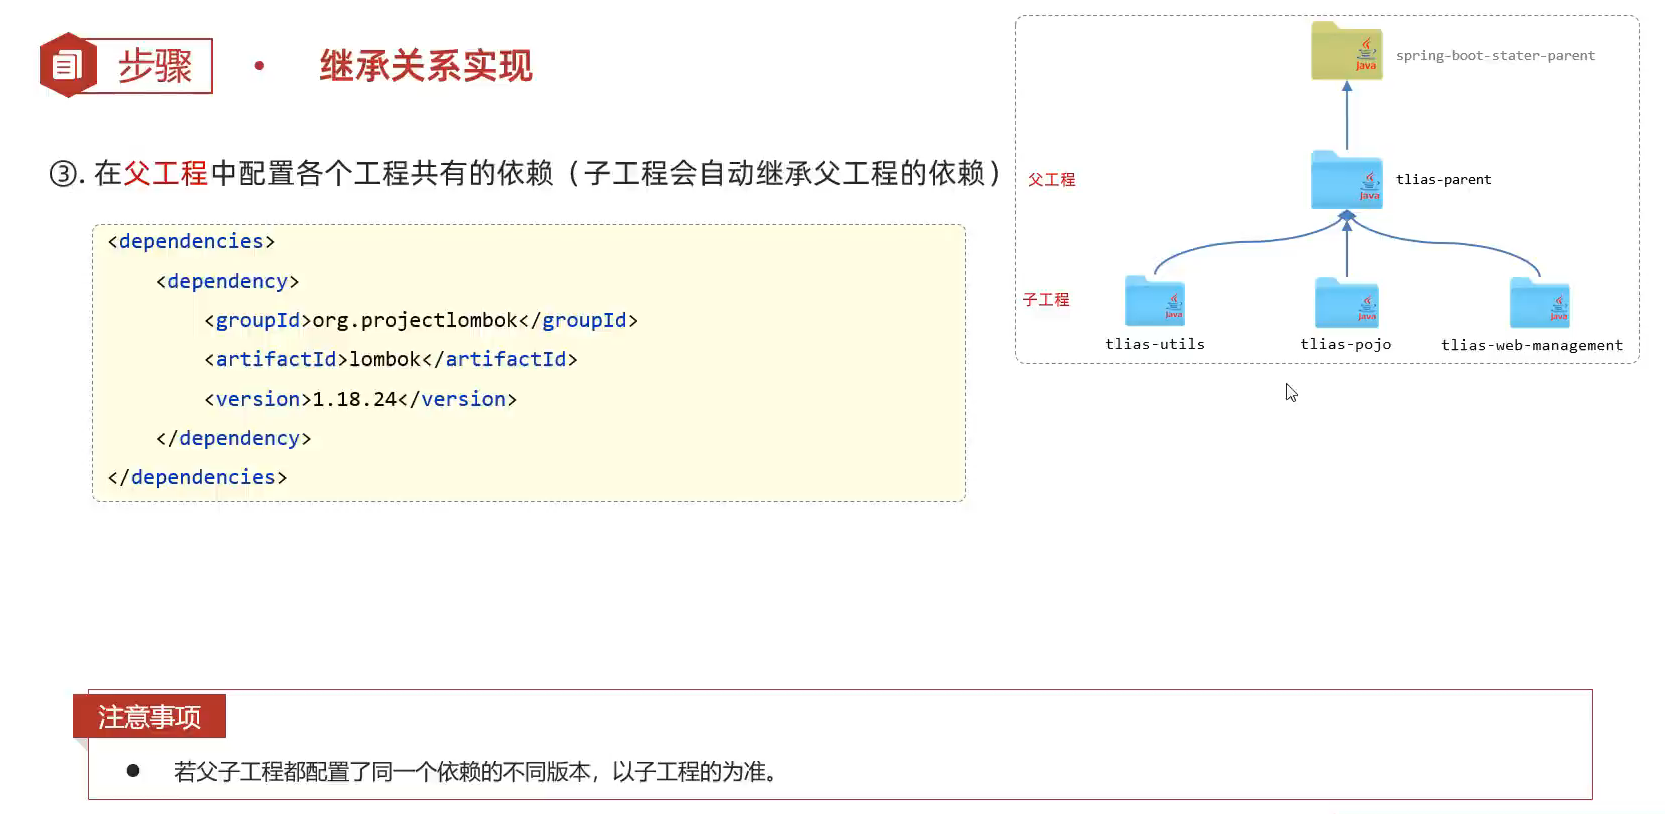 步骤
继承关系实现
③. 在父工程中配置各个工程共有的依赖（子工程会自动继承父工程的依赖）
<dependencies>
    <dependency>
        <groupId>org.projectlombok</groupId>
        <artifactId>lombok</artifactId>
        <version>1.18.24</version>
    </dependency>
</dependencies>
Java
spring-boot-stater-parent
父工程
Java
tlias-parent
子工程
Java
Java
Java
tlias-utils
tlias-pojo
tlias-web-management
注意事项
● 若父子工程都配置了同一个依赖的不同版本，以子工程的为准。